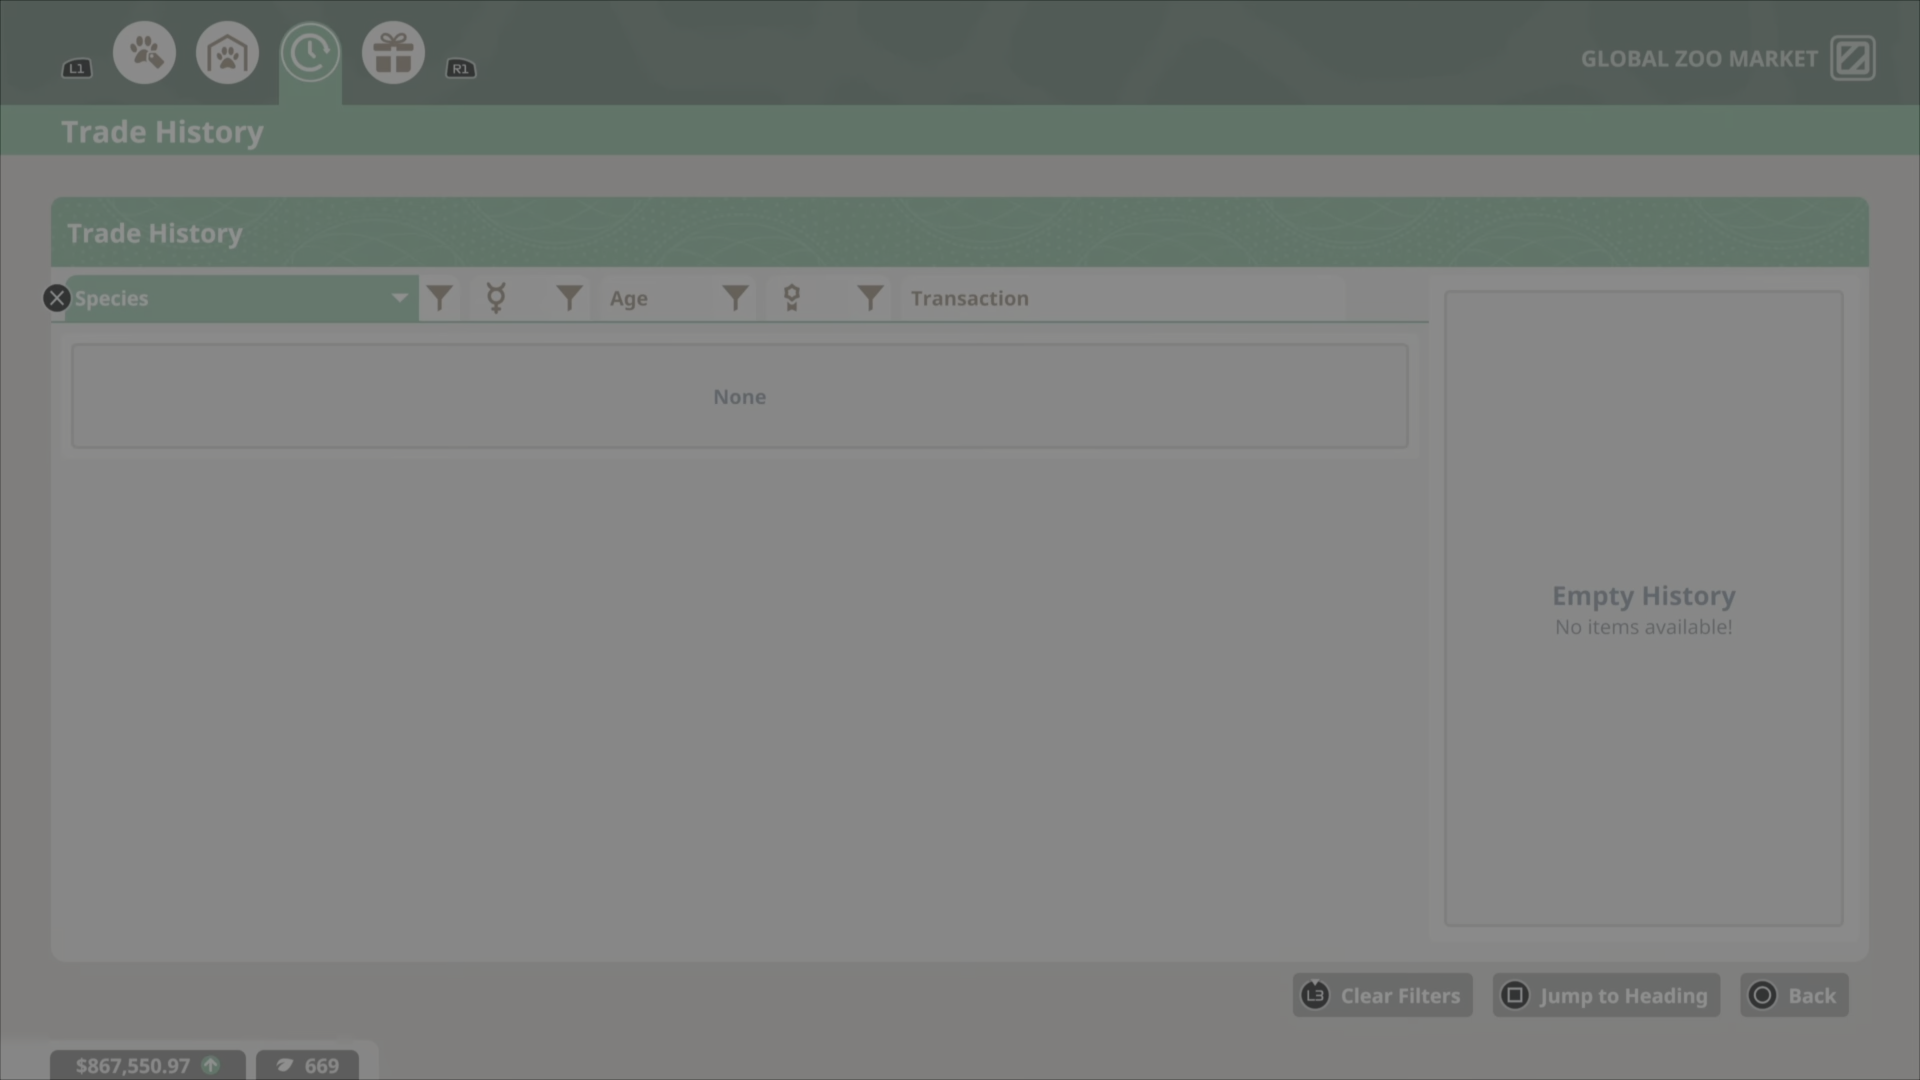 L1
R1
GLOBAL ZOO MARKET
Trade History
Trade History
Species
Age
Transaction
None
Empty History
No items available!
L3 Clear Filters
Jump to Heading
Back
$867,550.97
669